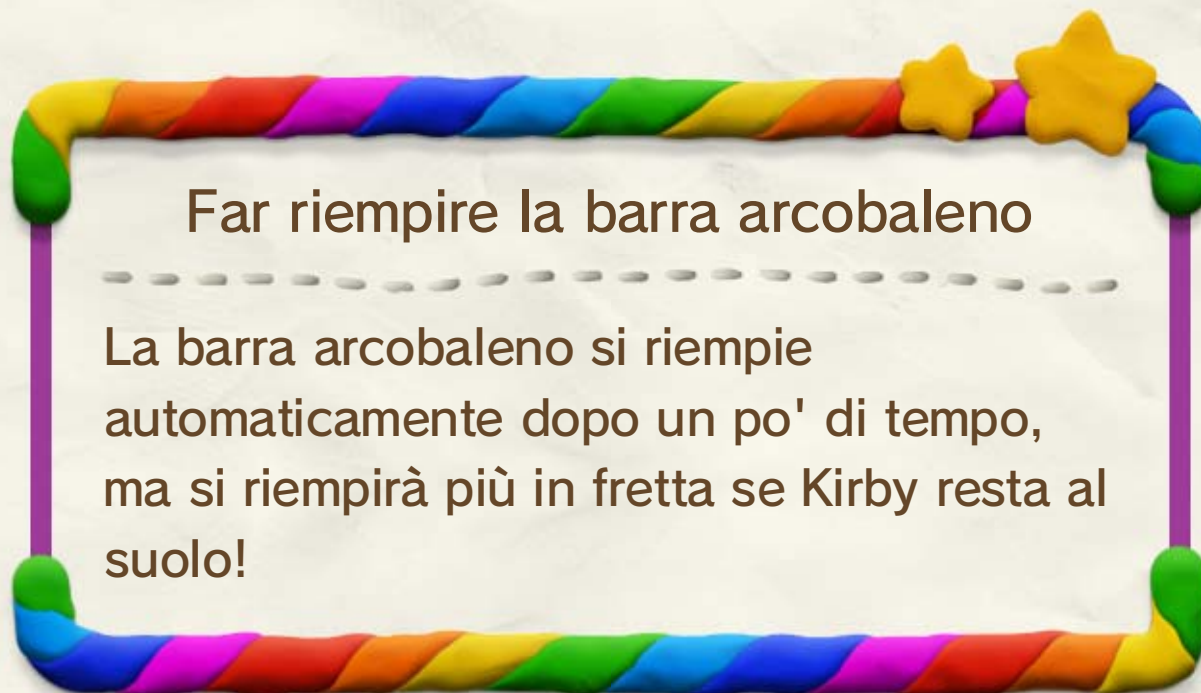 Far riempire la barra arcobaleno
La barra arcobaleno si riempie
automaticamente dopo un po' di tempo,
ma si riempirà più in fretta se Kirby resta al
suolo!